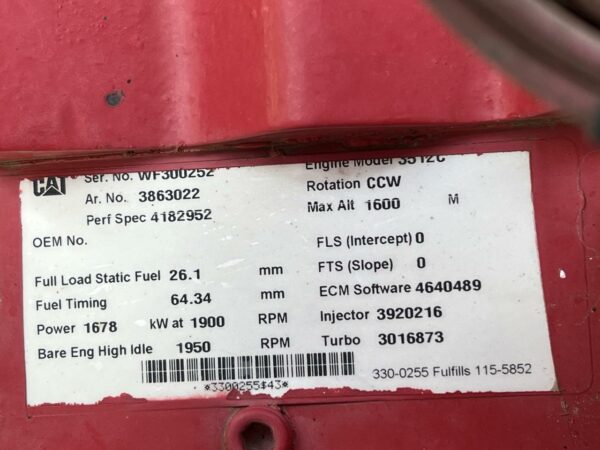 CAT Ser. No. WF300252 Engine Model 3512C
Ar. No. 3863022 Rotation CCW
Perf Spec 4182952 Max Alt 1600 M
OEM No.
FLS (Intercept) 0
Full Load Static Fuel 26.1 mm FTS (Slope) 0
Fuel Timing 64.34 mm ECM Software 4640489
Power 1678 kW at 1900 RPM Injector 3920216
Bare Eng High Idle 1950 RPM Turbo 3016873
*3300255$43* 330-0255 Fulfills 115-5852